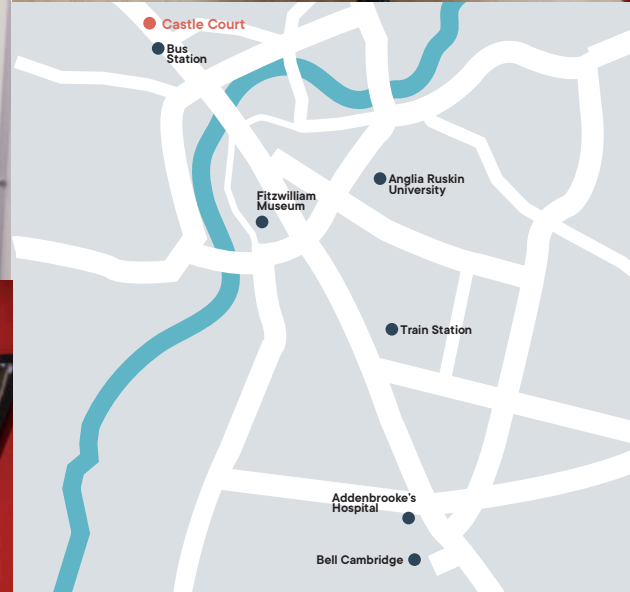 Castle Court
Bus
Station
Anglia Ruskin
University
Fitzwilliam
Museum
Train Station
Addenbrooke's
Hospital
Bell Cambridge